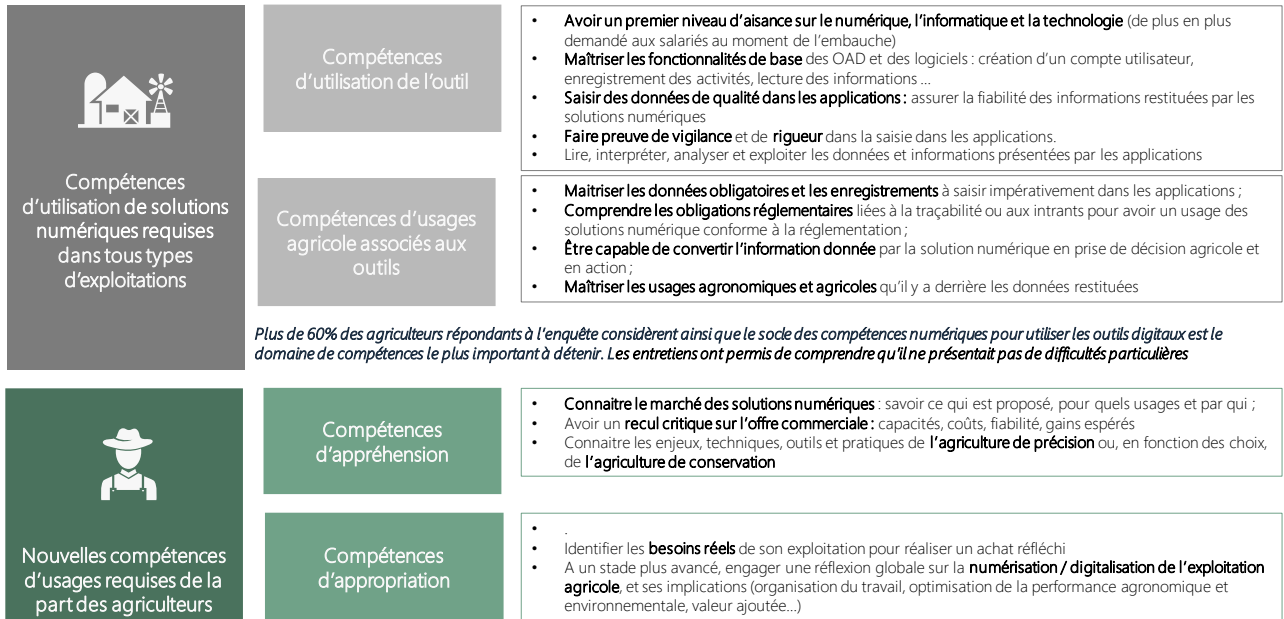 Compétences
d'utilisation de solutions
numériques requises
dans tous types
d'exploitations
Compétences
d'utilisation de l'outil
• Avoir un premier niveau d'aisance sur le numérique, l'informatique et la technologie (de plus en plus
demandé aux salariés au moment de l'embauche)
• Maîtriser les fonctionnalités de base des OAD et des logiciels : création d'un compte utilisateur,
enregistrement des activités, lecture des informations …
• Saisir des données de qualité dans les applications : assurer la fiabilité des informations restituées par les
solutions numériques
• Faire preuve de vigilance et de rigueur dans la saisie dans les applications.
• Lire, interpréter, analyser et exploiter les données et informations présentées par les applications
Compétences d'usages
agricole associés aux
outils
• Maitriser les données obligatoires et les enregistrements à saisir impérativement dans les applications ;
• Comprendre les obligations réglementaires liées à la traçabilité ou aux intrants pour avoir un usage des
solutions numérique conforme à la réglementation ;
• Être capable de convertir l'information donnée par la solution numérique en prise de décision agricole et
en action ;
• Maîtriser les usages agronomiques et agricoles qu'il y a derrière les données restituées
Plus de 60% des agriculteurs répondants à l'enquête considèrent ainsi que le socle des compétences numériques pour utiliser les outils digitaux est le
domaine de compétences le plus important à détenir. Les entretiens ont permis de comprendre qu'il ne présentait pas de difficultés particulières
Nouvelles compétences
d'usages requises de la
part des agriculteurs
Compétences
d'appréhension
• Connaitre le marché des solutions numériques : savoir ce qui est proposé, pour quels usages et par qui ;
• Avoir un recul critique sur l'offre commerciale : capacités, coûts, fiabilité, gains espérés
• Connaitre les enjeux, techniques, outils et pratiques de l'agriculture de précision ou, en fonction des choix,
de l'agriculture de conservation
Compétences
d'appropriation
• .
• Identifier les besoins réels de son exploitation pour réaliser un achat réfléchi
• A un stade plus avancé, engager une réflexion globale sur la numérisation / digitalisation de l'exploitation
agricole, et ses implications (organisation du travail, optimisation de la performance agronomique et
environnementale, valeur ajoutée…)